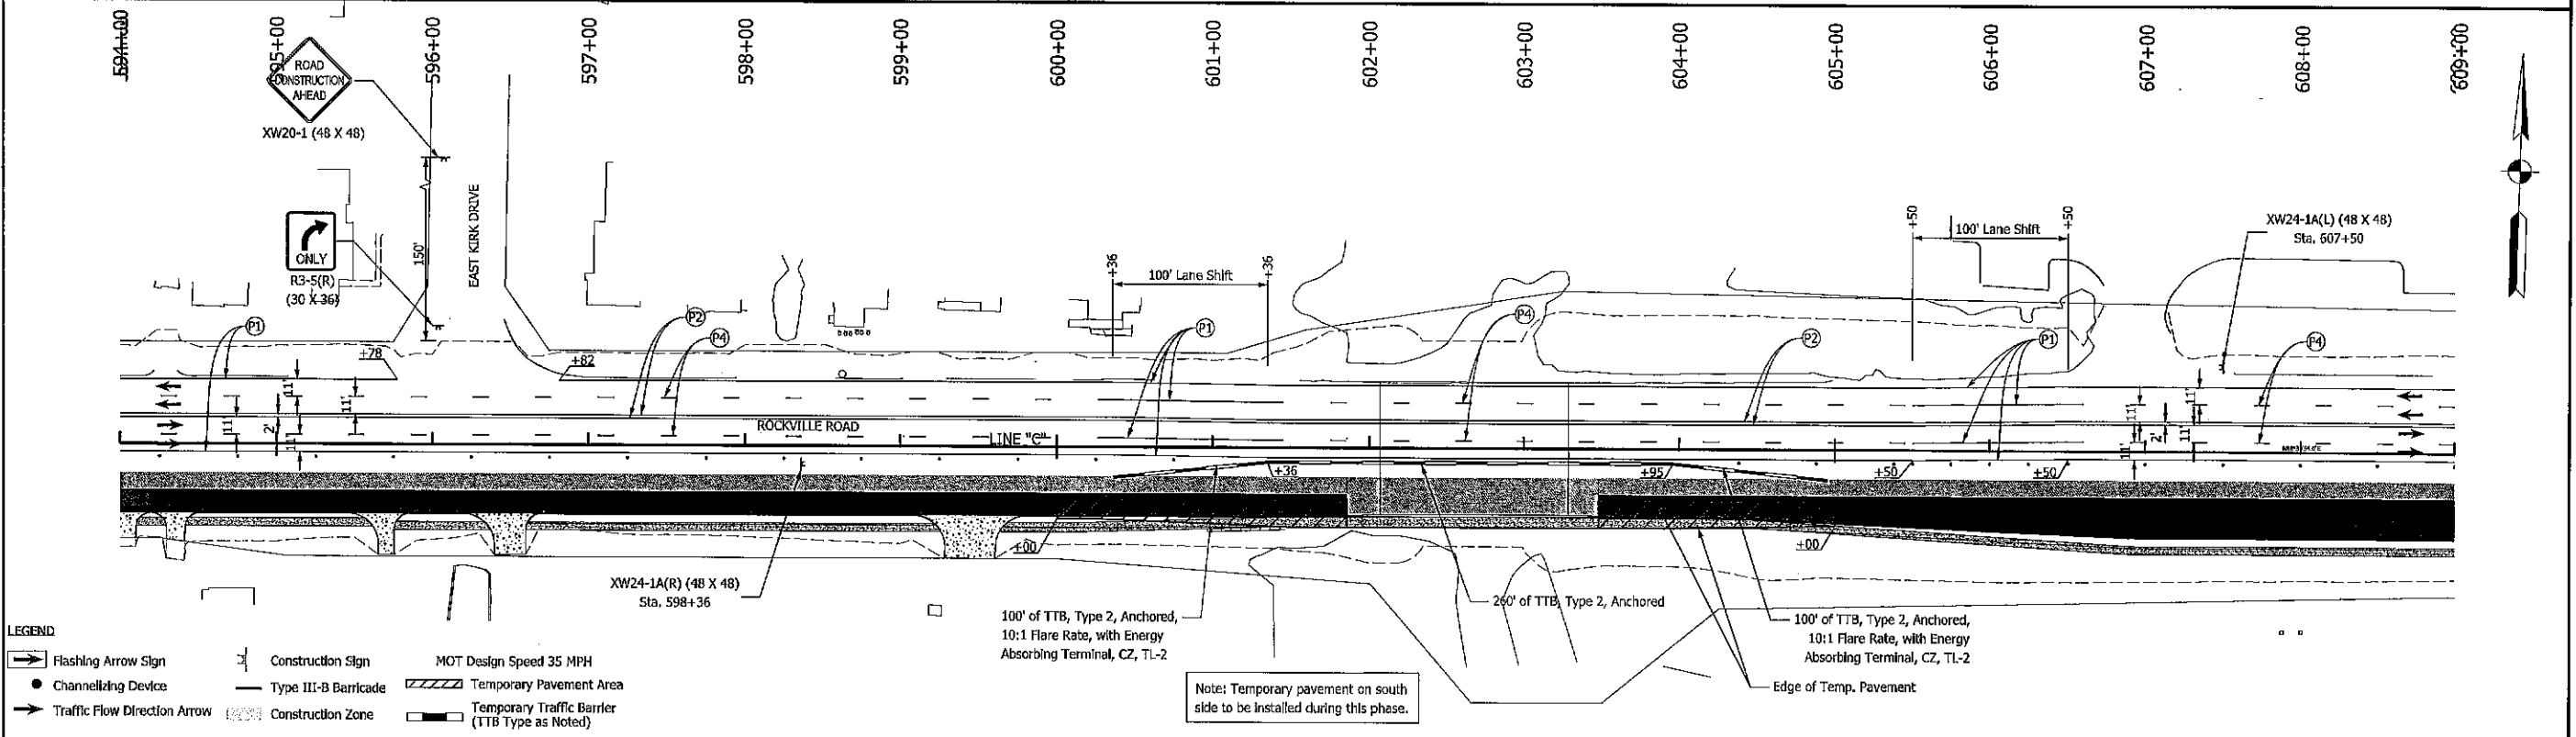 594+00
595+00
596+00
597+00
598+00
599+00
600+00
601+00
602+00
603+00
604+00
605+00
606+00
607+00
608+00
609+00
ROAD
CONSTRUCTION
AHEAD
XW20-1 (48 X 48)
ONLY
R3-5(R)
(30 X 36)
150'
EAST KIRK DRIVE
+36
100' Lane Shift
+36
+50
100' Lane Shift
+50
XW24-1A(L) (48 X 48)
Sta. 607+50
P1
P2
P4
P1
P4
P2
P1
P4
+78
+82
11'
11'
11'
2'
11'
ROCKVILLE ROAD
LINE "C"
11'
11'
2'
11'
11'
+36
+95
+50
+50
+00
+00
XW24-1A(R) (48 X 48)
Sta. 598+36
100' of TTB, Type 2, Anchored,
10:1 Flare Rate, with Energy
Absorbing Terminal, CZ, TL-2
260' of TTB, Type 2, Anchored
100' of TTB, Type 2, Anchored,
10:1 Flare Rate, with Energy
Absorbing Terminal, CZ, TL-2
Edge of Temp. Pavement
Note: Temporary pavement on south
side to be installed during this phase.
LEGEND
Flashing Arrow Sign
Channelizing Device
Traffic Flow Direction Arrow
Construction Sign
Type III-B Barricade
Construction Zone
MOT Design Speed 35 MPH
Temporary Pavement Area
Temporary Traffic Barrier
(TTB Type as Noted)